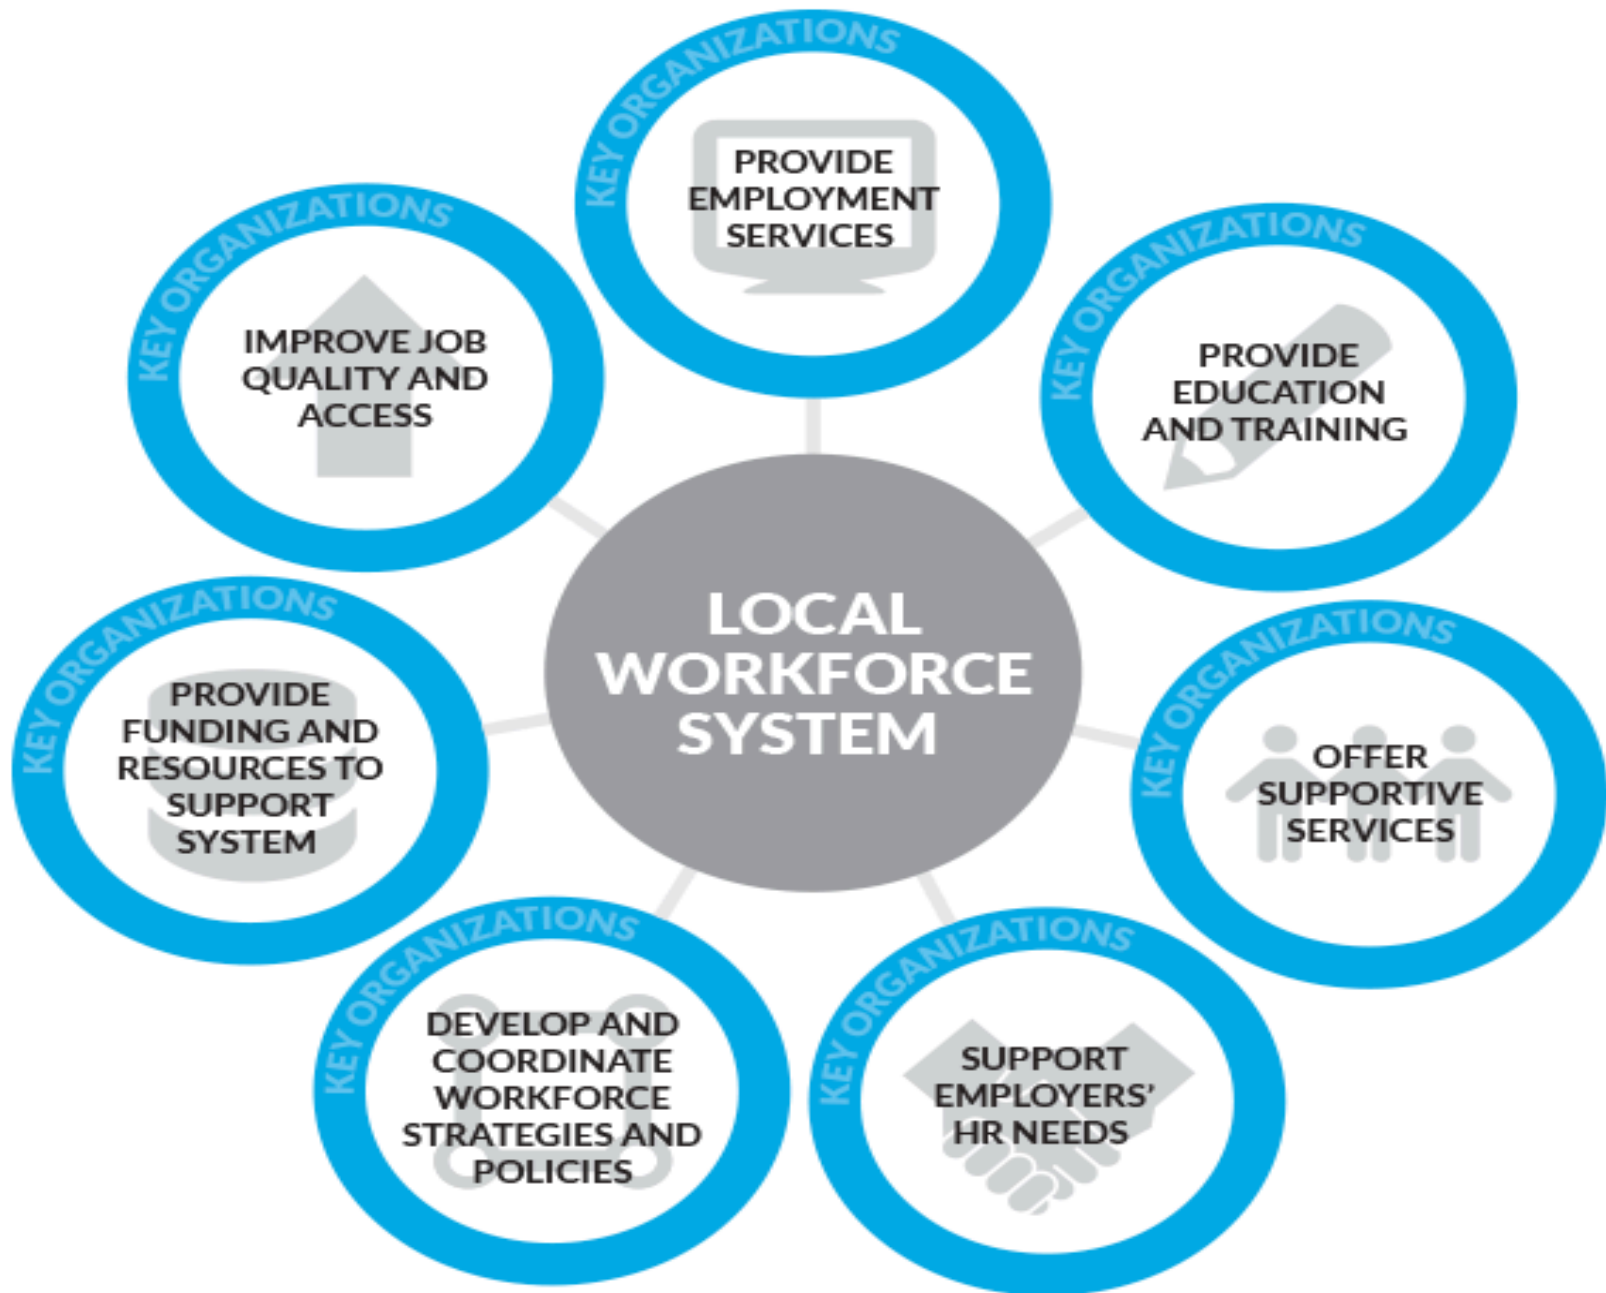 KEY ORGANIZATIONS
PROVIDE
EMPLOYMENT
SERVICES
KEY ORGANIZATIONS
PROVIDE
EDUCATION
AND TRAINING
KEY ORGANIZATIONS
OFFER
SUPPORTIVE
SERVICES
KEY ORGANIZATIONS
SUPPORT
EMPLOYERS’
HR NEEDS
KEY ORGANIZATIONS
DEVELOP AND
COORDINATE
WORKFORCE
STRATEGIES AND
POLICIES
KEY ORGANIZATIONS
PROVIDE
FUNDING AND
RESOURCES TO
SUPPORT
SYSTEM
KEY ORGANIZATIONS
IMPROVE JOB
QUALITY AND
ACCESS
LOCAL
WORKFORCE
SYSTEM